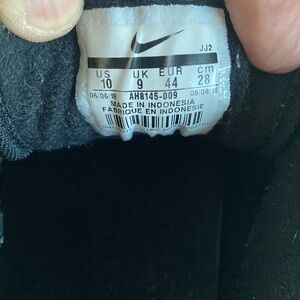 JJ2
US UK EUR cm
10 9 44 28
06/06/18 AH8145-009 08/08/18
MADE IN INDONESIA
FABRIQUE EN INDONESIE